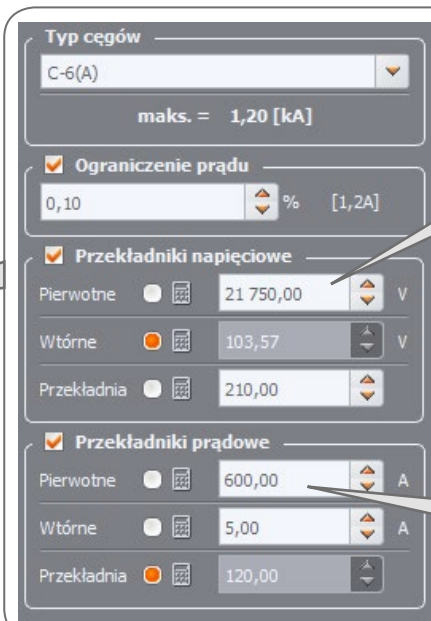 Typ cęgów
C-6(A)
maks. = 1,20 [kA]
Ograniczenie prądu
0,10 % [1,2A]
Przekładniki napięciowe
Pierwotne 21 750,00 V
Wtórne 103,57 V
Przekładnia 210,00
Przekładniki prądowe
Pierwotne 600,00 A
Wtórne 5,00 A
Przekładnia 120,00